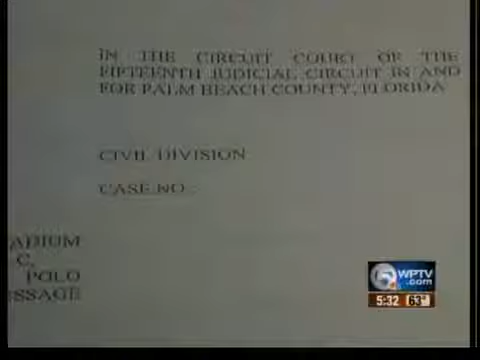 IN THE CIRCUIT COURT OF THE
FIFTEENTH JUDICIAL CIRCUIT IN AND
FOR PALM BEACH COUNTY, FLORIDA
CIVIL DIVISION
CASE NO.:
ADIUM
C,
POLO
SSAGE
5 WPTV
.com
5:32 63°